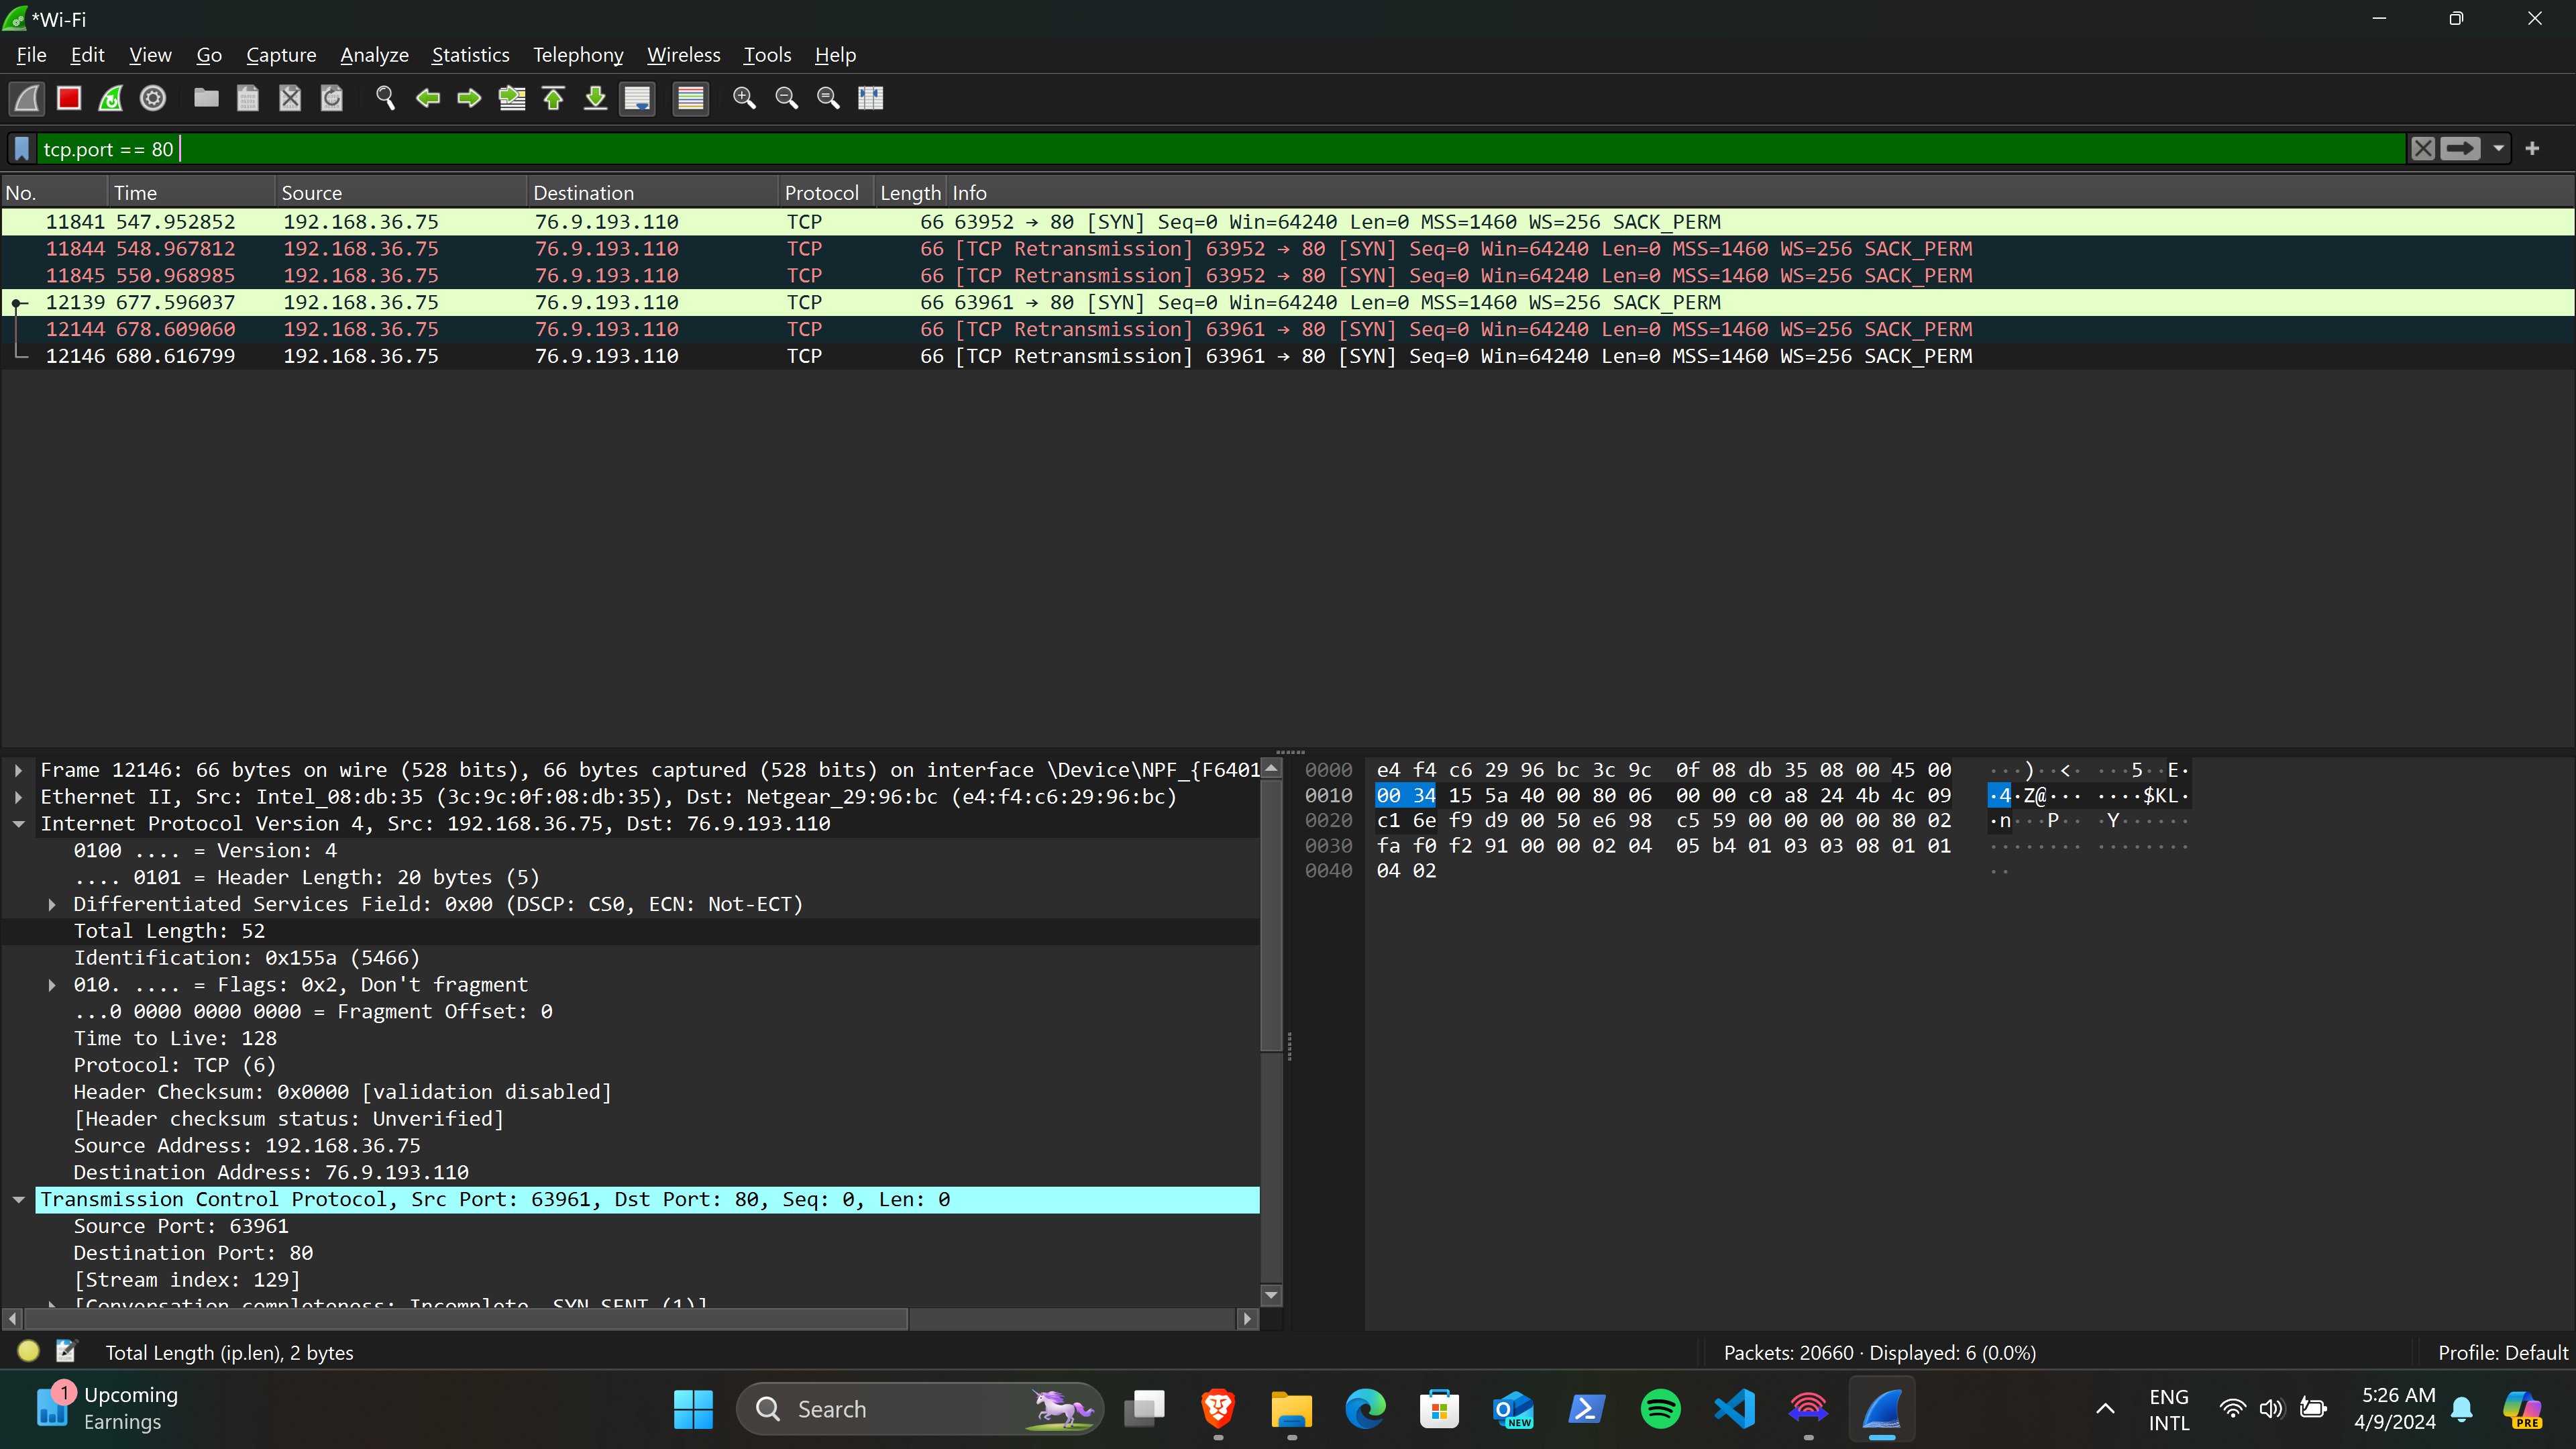 *Wi-Fi
File Edit View Go Capture Analyze Statistics Telephony Wireless Tools Help
tcp.port == 80
No. Time Source Destination Protocol Length Info
11841 547.952852 192.168.36.75 76.9.193.110 TCP 66 63952 → 80 [SYN] Seq=0 Win=64240 Len=0 MSS=1460 WS=256 SACK_PERM
11844 548.967812 192.168.36.75 76.9.193.110 TCP 66 [TCP Retransmission] 63952 → 80 [SYN] Seq=0 Win=64240 Len=0 MSS=1460 WS=256 SACK_PERM
11845 550.968985 192.168.36.75 76.9.193.110 TCP 66 [TCP Retransmission] 63952 → 80 [SYN] Seq=0 Win=64240 Len=0 MSS=1460 WS=256 SACK_PERM
12139 677.596037 192.168.36.75 76.9.193.110 TCP 66 63961 → 80 [SYN] Seq=0 Win=64240 Len=0 MSS=1460 WS=256 SACK_PERM
12144 678.609060 192.168.36.75 76.9.193.110 TCP 66 [TCP Retransmission] 63961 → 80 [SYN] Seq=0 Win=64240 Len=0 MSS=1460 WS=256 SACK_PERM
12146 680.616799 192.168.36.75 76.9.193.110 TCP 66 [TCP Retransmission] 63961 → 80 [SYN] Seq=0 Win=64240 Len=0 MSS=1460 WS=256 SACK_PERM
Frame 12146: 66 bytes on wire (528 bits), 66 bytes captured (528 bits) on interface \Device\NPF_{F6401
Ethernet II, Src: Intel_08:db:35 (3c:9c:0f:08:db:35), Dst: Netgear_29:96:bc (e4:f4:c6:29:96:bc)
Internet Protocol Version 4, Src: 192.168.36.75, Dst: 76.9.193.110
0100 .... = Version: 4
.... 0101 = Header Length: 20 bytes (5)
Differentiated Services Field: 0x00 (DSCP: CS0, ECN: Not-ECT)
Total Length: 52
Identification: 0x155a (5466)
010. .... = Flags: 0x2, Don't fragment
...0 0000 0000 0000 = Fragment Offset: 0
Time to Live: 128
Protocol: TCP (6)
Header Checksum: 0x0000 [validation disabled]
[Header checksum status: Unverified]
Source Address: 192.168.36.75
Destination Address: 76.9.193.110
Transmission Control Protocol, Src Port: 63961, Dst Port: 80, Seq: 0, Len: 0
Source Port: 63961
Destination Port: 80
[Stream index: 129]
[Conversation completeness: Incomplete, SYN_SENT (1)]
0000 e4 f4 c6 29 96 bc 3c 9c 0f 08 db 35 08 00 45 00 ···)··<· ···5··E·
0010 00 34 15 5a 40 00 80 06 00 00 c0 a8 24 4b 4c 09 ·4·Z@··· ····$KL·
0020 c1 6e f9 d9 00 50 e6 98 c5 59 00 00 00 00 80 02 ·n···P·· ·Y······
0030 fa f0 f2 91 00 00 02 04 05 b4 01 03 03 08 01 01 ········ ········
0040 04 02 ··
Total Length (ip.len), 2 bytes
Packets: 20660 · Displayed: 6 (0.0%)
Profile: Default
1
Upcoming
Earnings
Search
NEW
ENG
INTL
5:26 AM
4/9/2024
PRE